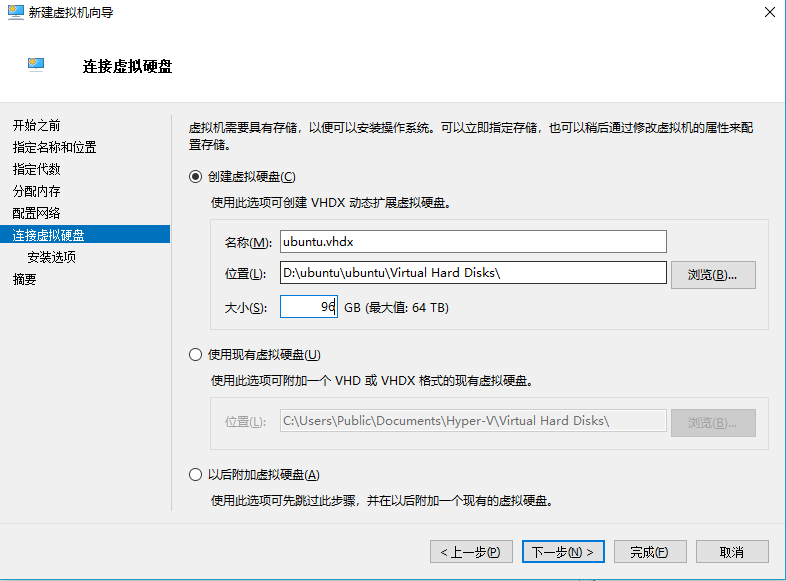 新建虚拟机向导
连接虚拟硬盘
开始之前
指定名称和位置
指定代数
分配内存
配置网络
连接虚拟硬盘
安装选项
摘要
虚拟机需要具有存储，以便可以安装操作系统。可以立即指定存储，也可以稍后通过修改虚拟机的属性来配
置存储。
创建虚拟硬盘(C)
使用此选项可创建 VHDX 动态扩展虚拟硬盘。
名称(M): ubuntu.vhdx
位置(L): D:\ubuntu\ubuntu\Virtual Hard Disks\ 浏览(B)...
大小(S): 96 GB (最大值: 64 TB)
使用现有虚拟硬盘(U)
使用此选项可附加一个 VHD 或 VHDX 格式的现有虚拟硬盘。
位置(L): C:\Users\Public\Documents\Hyper-V\Virtual Hard Disks\ 浏览(B)...
以后附加虚拟硬盘(A)
使用此选项可先跳过此步骤，并在以后附加一个现有的虚拟硬盘。
< 上一步(P) 下一步(N) > 完成(F) 取消